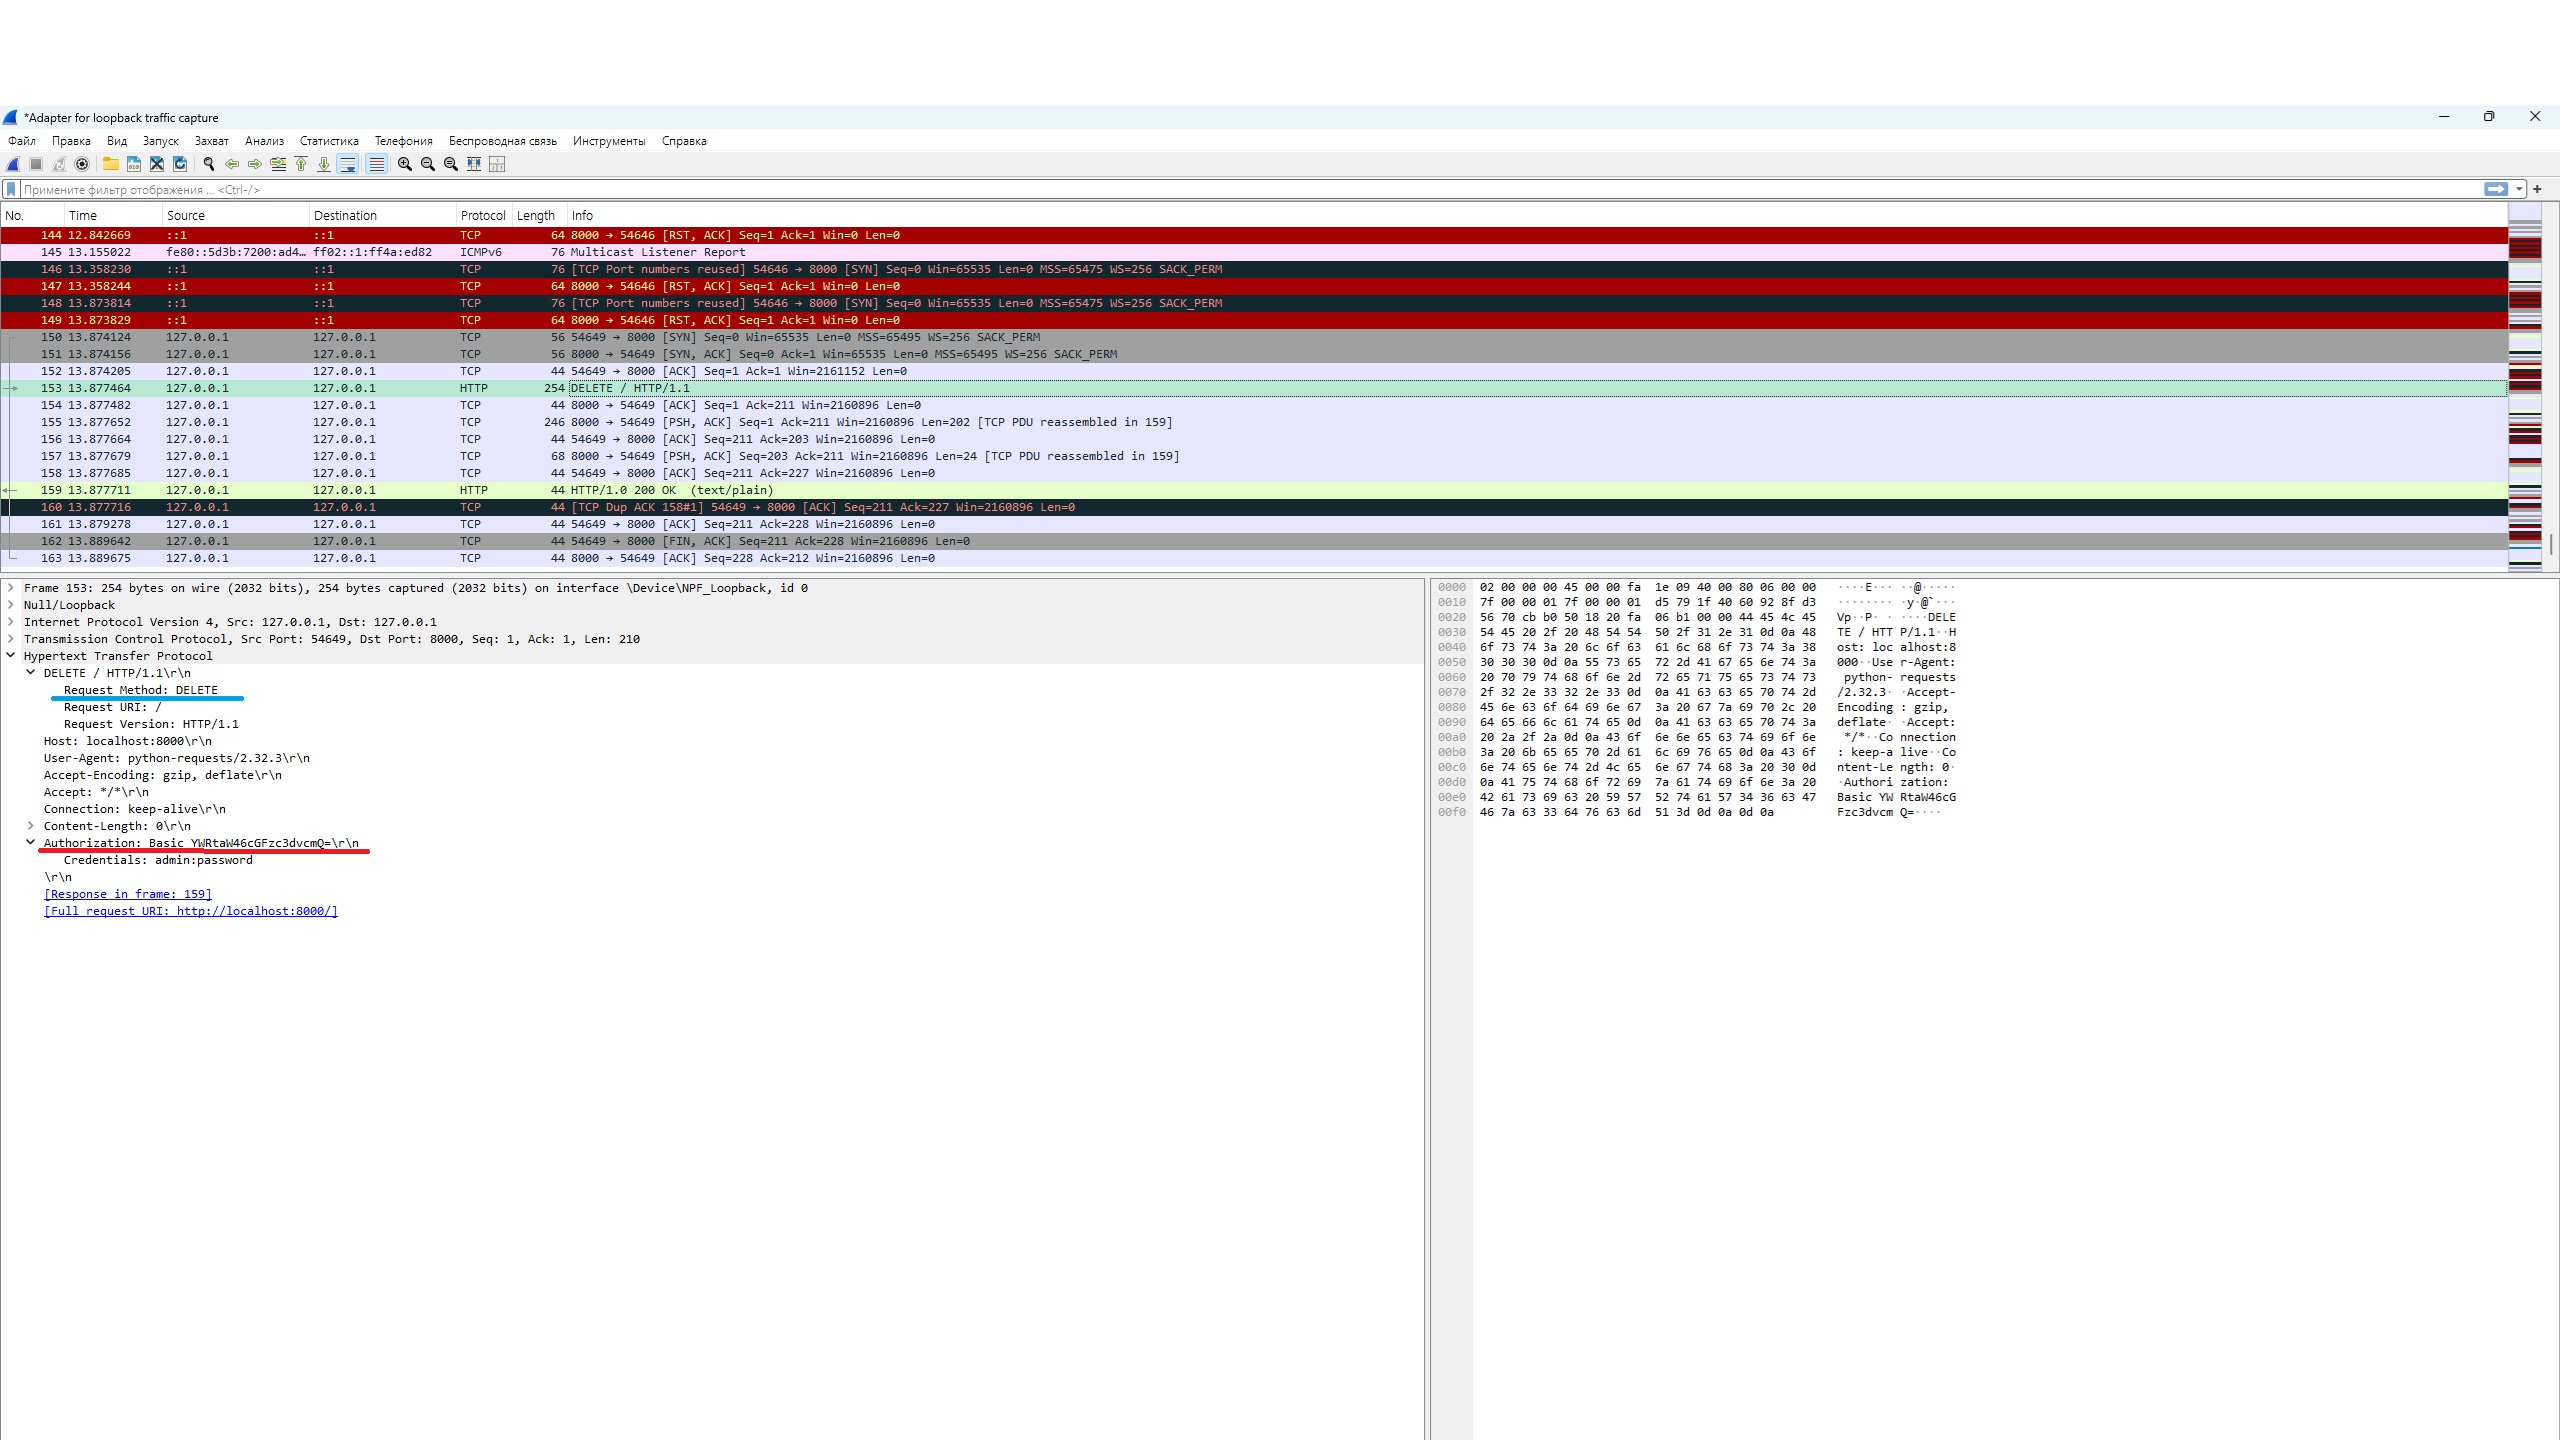 *Adapter for loopback traffic capture
Файл Правка Вид Запуск Захват Анализ Статистика Телефония Беспроводная связь Инструменты Справка
Примените фильтр отображения ... <Ctrl-/>
No. Time Source Destination Protocol Length Info
144 12.842669 ::1 ::1 TCP 64 8000 → 54646 [RST, ACK] Seq=1 Ack=1 Win=0 Len=0
145 13.155022 fe80::5d3b:7200:ad4… ff02::1:ff4a:ed82 ICMPv6 76 Multicast Listener Report
146 13.358230 ::1 ::1 TCP 76 [TCP Port numbers reused] 54646 → 8000 [SYN] Seq=0 Win=65535 Len=0 MSS=65475 WS=256 SACK_PERM
147 13.358244 ::1 ::1 TCP 64 8000 → 54646 [RST, ACK] Seq=1 Ack=1 Win=0 Len=0
148 13.873814 ::1 ::1 TCP 76 [TCP Port numbers reused] 54646 → 8000 [SYN] Seq=0 Win=65535 Len=0 MSS=65475 WS=256 SACK_PERM
149 13.873829 ::1 ::1 TCP 64 8000 → 54646 [RST, ACK] Seq=1 Ack=1 Win=0 Len=0
150 13.874124 127.0.0.1 127.0.0.1 TCP 56 54649 → 8000 [SYN] Seq=0 Win=65535 Len=0 MSS=65495 WS=256 SACK_PERM
151 13.874156 127.0.0.1 127.0.0.1 TCP 56 8000 → 54649 [SYN, ACK] Seq=0 Ack=1 Win=65535 Len=0 MSS=65495 WS=256 SACK_PERM
152 13.874205 127.0.0.1 127.0.0.1 TCP 44 54649 → 8000 [ACK] Seq=1 Ack=1 Win=2161152 Len=0
153 13.877464 127.0.0.1 127.0.0.1 HTTP 254 DELETE / HTTP/1.1
154 13.877482 127.0.0.1 127.0.0.1 TCP 44 8000 → 54649 [ACK] Seq=1 Ack=211 Win=2160896 Len=0
155 13.877652 127.0.0.1 127.0.0.1 TCP 246 8000 → 54649 [PSH, ACK] Seq=1 Ack=211 Win=2160896 Len=202 [TCP PDU reassembled in 159]
156 13.877664 127.0.0.1 127.0.0.1 TCP 44 54649 → 8000 [ACK] Seq=211 Ack=203 Win=2160896 Len=0
157 13.877679 127.0.0.1 127.0.0.1 TCP 68 8000 → 54649 [PSH, ACK] Seq=203 Ack=211 Win=2160896 Len=24 [TCP PDU reassembled in 159]
158 13.877685 127.0.0.1 127.0.0.1 TCP 44 54649 → 8000 [ACK] Seq=211 Ack=227 Win=2160896 Len=0
159 13.877711 127.0.0.1 127.0.0.1 HTTP 44 HTTP/1.0 200 OK  (text/plain)
160 13.877716 127.0.0.1 127.0.0.1 TCP 44 [TCP Dup ACK 158#1] 54649 → 8000 [ACK] Seq=211 Ack=227 Win=2160896 Len=0
161 13.879278 127.0.0.1 127.0.0.1 TCP 44 54649 → 8000 [ACK] Seq=211 Ack=228 Win=2160896 Len=0
162 13.889642 127.0.0.1 127.0.0.1 TCP 44 54649 → 8000 [FIN, ACK] Seq=211 Ack=228 Win=2160896 Len=0
163 13.889675 127.0.0.1 127.0.0.1 TCP 44 8000 → 54649 [ACK] Seq=228 Ack=212 Win=2160896 Len=0
Frame 153: 254 bytes on wire (2032 bits), 254 bytes captured (2032 bits) on interface \Device\NPF_Loopback, id 0
Null/Loopback
Internet Protocol Version 4, Src: 127.0.0.1, Dst: 127.0.0.1
Transmission Control Protocol, Src Port: 54649, Dst Port: 8000, Seq: 1, Ack: 1, Len: 210
Hypertext Transfer Protocol
DELETE / HTTP/1.1\r\n
Request Method: DELETE
Request URI: /
Request Version: HTTP/1.1
Host: localhost:8000\r\n
User-Agent: python-requests/2.32.3\r\n
Accept-Encoding: gzip, deflate\r\n
Accept: */*\r\n
Connection: keep-alive\r\n
Content-Length: 0\r\n
Authorization: Basic YWRtaW46cGFzc3dvcmQ=\r\n
Credentials: admin:password
\r\n
[Response in frame: 159]
[Full request URI: http://localhost:8000/]
0000 02 00 00 00 45 00 00 fa 1e 09 40 00 80 06 00 00 ····E··· ··@·····
0010 7f 00 00 01 7f 00 00 01 d5 79 1f 40 60 92 8f d3 ········ ·y·@`···
0020 56 70 cb b0 50 18 20 fa 06 b1 00 00 44 45 4c 45 Vp··P· · ····DELE
0030 54 45 20 2f 20 48 54 54 50 2f 31 2e 31 0d 0a 48 TE / HTT P/1.1··H
0040 6f 73 74 3a 20 6c 6f 63 61 6c 68 6f 73 74 3a 38 ost: loc alhost:8
0050 30 30 30 0d 0a 55 73 65 72 2d 41 67 65 6e 74 3a 000··Use r-Agent:
0060 20 70 79 74 68 6f 6e 2d 72 65 71 75 65 73 74 73 python- requests
0070 2f 32 2e 33 32 2e 33 0d 0a 41 63 63 65 70 74 2d /2.32.3· ·Accept-
0080 45 6e 63 6f 64 69 6e 67 3a 20 67 7a 69 70 2c 20 Encoding : gzip,
0090 64 65 66 6c 61 74 65 0d 0a 41 63 63 65 70 74 3a deflate· ·Accept:
00a0 20 2a 2f 2a 0d 0a 43 6f 6e 6e 65 63 74 69 6f 6e */*··Co nnection
00b0 3a 20 6b 65 65 70 2d 61 6c 69 76 65 0d 0a 43 6f : keep-a live··Co
00c0 6e 74 65 6e 74 2d 4c 65 6e 67 74 68 3a 20 30 0d ntent-Le ngth: 0·
00d0 0a 41 75 74 68 6f 72 69 7a 61 74 69 6f 6e 3a 20 ·Authori zation:
00e0 42 61 73 69 63 20 59 57 52 74 61 57 34 36 63 47 Basic YW RtaW46cG
00f0 46 7a 63 33 64 76 63 6d 51 3d 0d 0a 0d 0a Fzc3dvcm Q=····